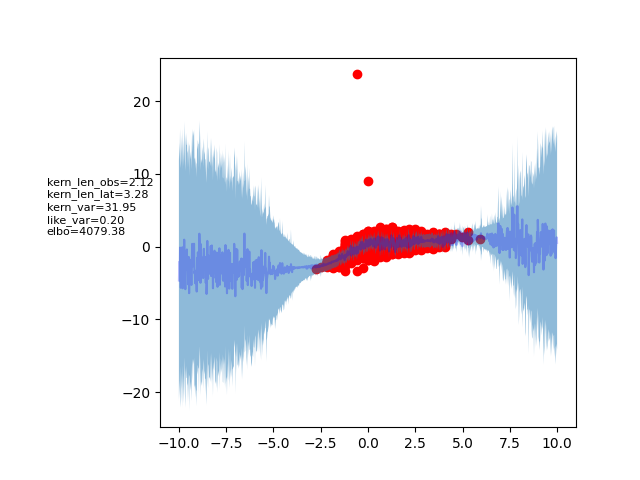 20
10
0
−10
−20
kern_len_obs=2.12
kern_len_lat=3.28
kern_var=31.95
like_var=0.20
elbo=4079.38
−10.0 −7.5 −5.0 −2.5 0.0 2.5 5.0 7.5 10.0